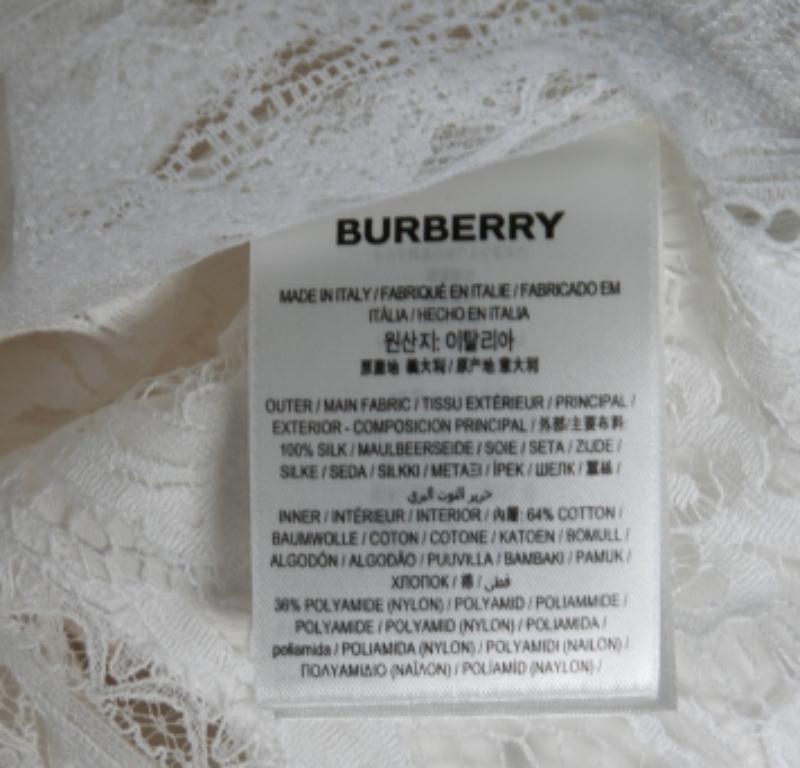 BURBERRY
MADE IN ITALY / FABRIQUÉ EN ITALIE / FABRICADO EM
ITÁLIA / HECHO EN ITALIA
원산지: 이탈리아
原產地 義大利 / 原产地 意大利
OUTER / MAIN FABRIC / TISSU EXTÉRIEUR / PRINCIPAL /
EXTERIOR - COMPOSICION PRINCIPAL / 外部/主要布料:
100% SILK / MAULBEERSEIDE / SOIE / SETA / ZIJDE /
SILKE / SEDA / SILKKI / ΜΕΤΑΞΙ / İPEK / ШЕЛК / 蠶絲 /
حرير التوت البري
INNER / INTÉRIEUR / INTERIOR / 內層: 64% COTTON /
BAUMWOLLE / COTON / COTONE / KATOEN / BOMULL /
ALGODÓN / ALGODÃO / PUUVILLA / BAMBAKI / PAMUK /
ХЛОПОК / 棉 / قطن /
36% POLYAMIDE (NYLON) / POLYAMID / POLIAMMIDE /
POLYAMIDE / POLYAMID (NYLON) / POLIAMIDA /
poliamida / POLIAMIDA (NYLON) / POLYAMIDI (NAILON) /
ΠΟΛΥΑΜΙΔΙΟ (ΝΑΪΛΟΝ) / POLİAMİD (NAYLON) /